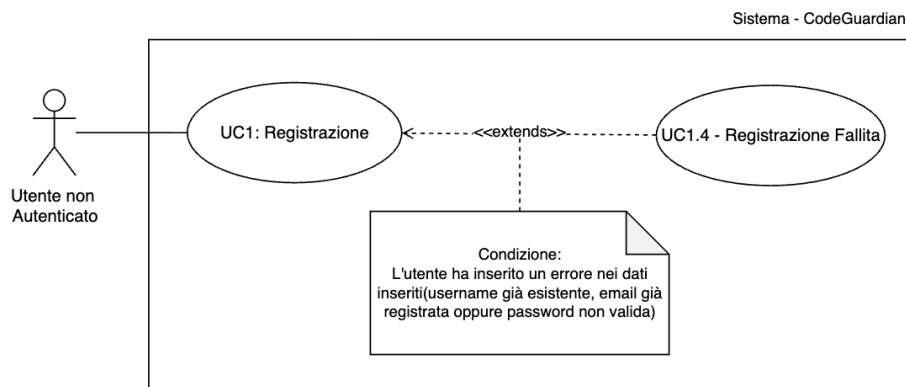 Sistema - CodeGuardian
UC1: Registrazione
<<extends>>
UC1.4 - Registrazione Fallita
Utente non
Autenticato
Condizione:
L'utente ha inserito un errore nei dati
inseriti(username già esistente, email già
registrata oppure password non valida)